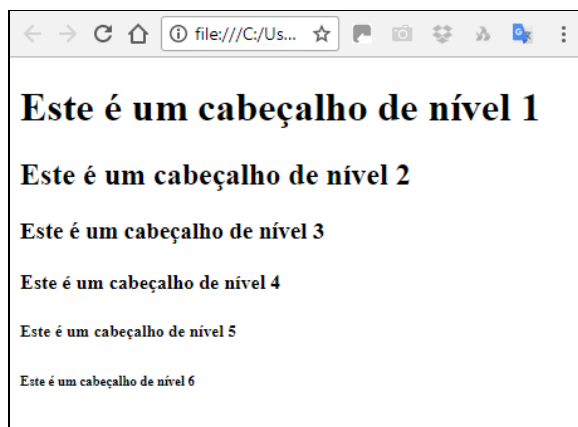 file:///C:/Us...
Este é um cabeçalho de nível 1
Este é um cabeçalho de nível 2
Este é um cabeçalho de nível 3
Este é um cabeçalho de nível 4
Este é um cabeçalho de nível 5
Este é um cabeçalho de nível 6